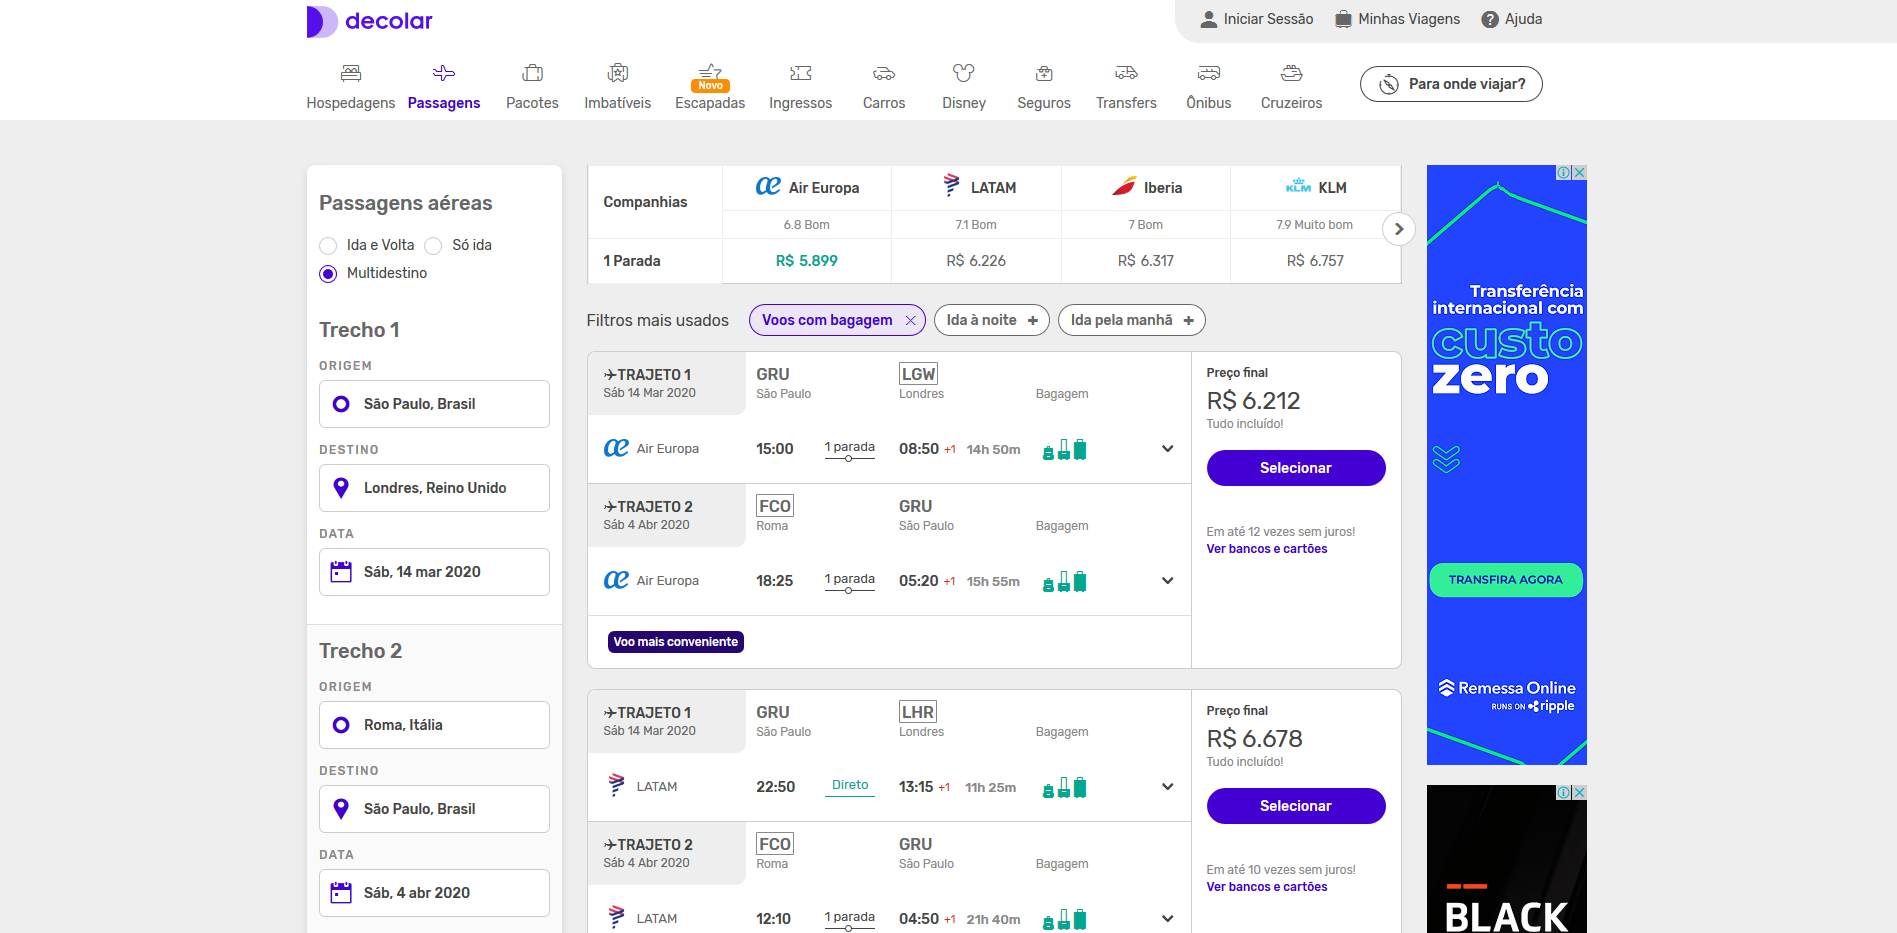 decolar
Iniciar Sessão
Minhas Viagens
Ajuda
Hospedagens
Passagens
Pacotes
Imbatíveis
Novo
Escapadas
Ingressos
Carros
Disney
Seguros
Transfers
Ônibus
Cruzeiros
Para onde viajar?
Passagens aéreas
Ida e Volta
Só ida
Multidestino
Trecho 1
ORIGEM
São Paulo, Brasil
DESTINO
Londres, Reino Unido
DATA
Sáb, 14 mar 2020
Trecho 2
ORIGEM
Roma, Itália
DESTINO
São Paulo, Brasil
DATA
Sáb, 4 abr 2020
Companhias
Air Europa
LATAM
Iberia
KLM KLM
6.8 Bom
7.1 Bom
7 Bom
7.9 Muito bom
1 Parada
R$ 5.899
R$ 6.226
R$ 6.317
R$ 6.757
Filtros mais usados
Voos com bagagem
Ida à noite +
Ida pela manhã +
TRAJETO 1
Sáb 14 Mar 2020
GRU
São Paulo
LGW
Londres
Bagagem
Air Europa
15:00
1 parada
08:50 +1
14h 50m
TRAJETO 2
Sáb 4 Abr 2020
FCO
Roma
GRU
São Paulo
Bagagem
Air Europa
18:25
1 parada
05:20 +1
15h 55m
Voo mais conveniente
Preço final
R$ 6.212
Tudo incluído!
Selecionar
Em até 12 vezes sem juros!
Ver bancos e cartões
TRAJETO 1
Sáb 14 Mar 2020
GRU
São Paulo
LHR
Londres
Bagagem
LATAM
22:50
Direto
13:15 +1
11h 25m
TRAJETO 2
Sáb 4 Abr 2020
FCO
Roma
GRU
São Paulo
Bagagem
LATAM
12:10
1 parada
04:50 +1
21h 40m
Preço final
R$ 6.678
Tudo incluído!
Selecionar
Em até 10 vezes sem juros!
Ver bancos e cartões
Transferência
internacional com
custo
zero
TRANSFIRA AGORA
Remessa Online
RUNS ON ripple
BLACK